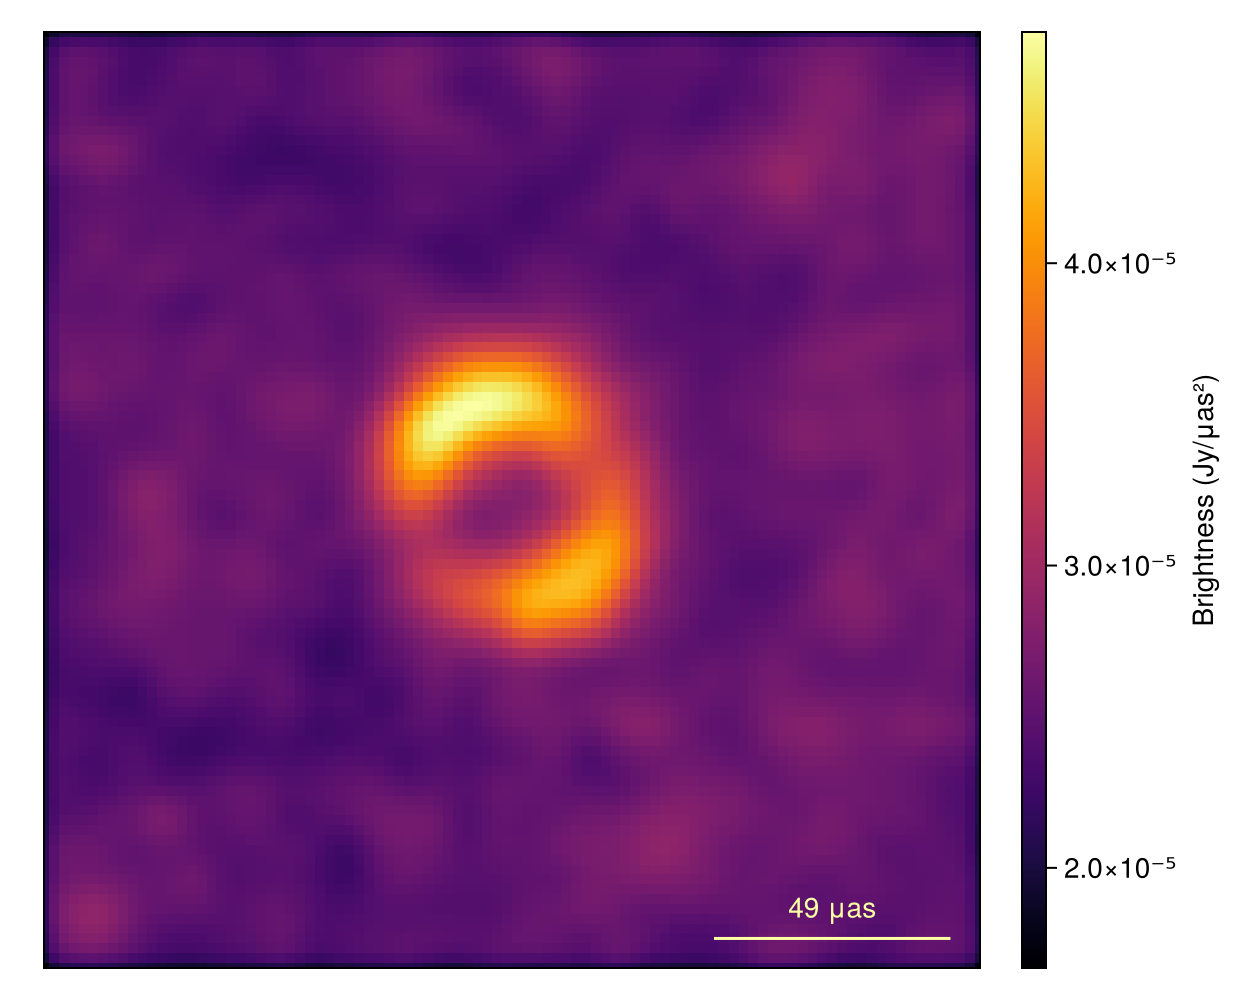 4.0×10⁻⁵
3.0×10⁻⁵
2.0×10⁻⁵
Brightness (Jy/μas²)
49 μas